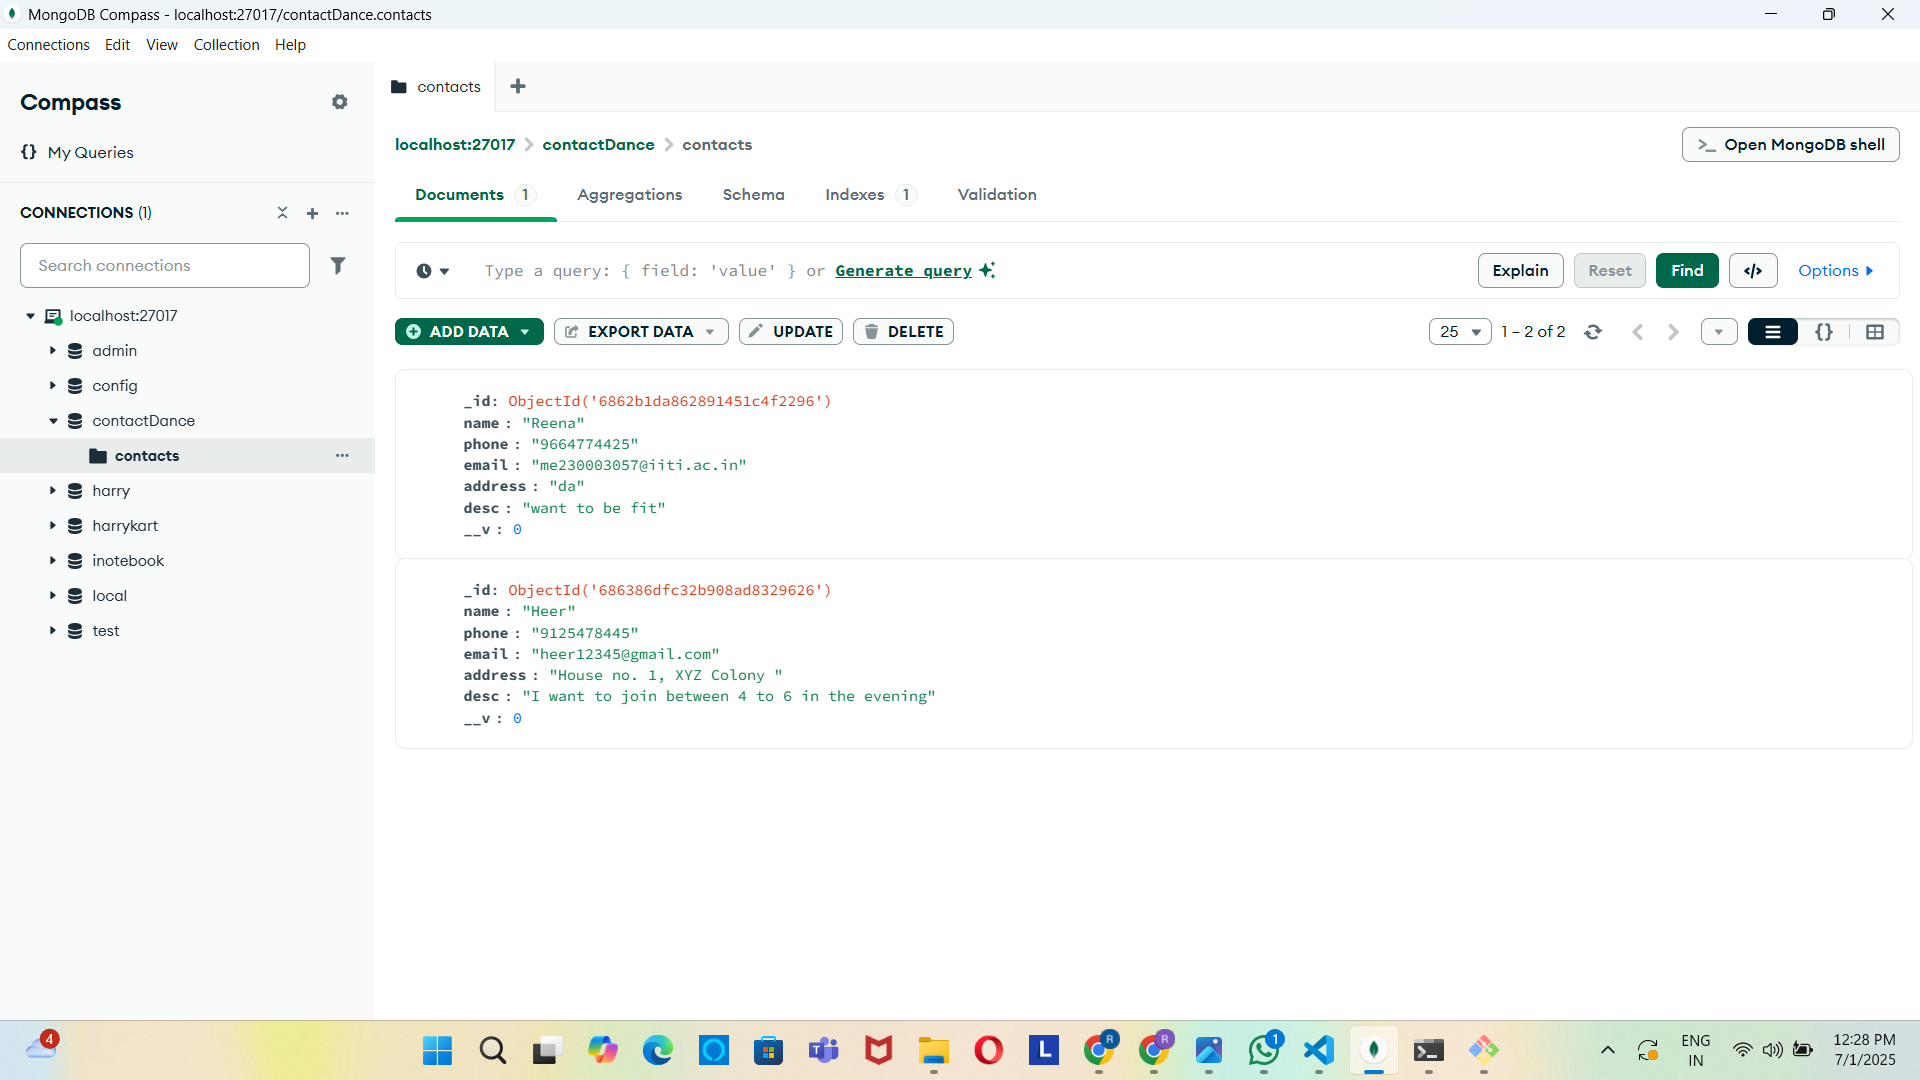 MongoDB Compass - localhost:27017/contactDance.contacts
Connections Edit View Collection Help
Compass
{} My Queries
CONNECTIONS (1)
Search connections
localhost:27017
admin
config
contactDance
contacts
harry
harrykart
inotebook
local
test
contacts
localhost:27017 > contactDance > contacts
>_ Open MongoDB shell
Documents 1 Aggregations Schema Indexes 1 Validation
Type a query: { field: 'value' } or Generate query
Explain Reset Find </> Options
ADD DATA EXPORT DATA UPDATE DELETE
25 1 – 2 of 2 {}
_id: ObjectId('6862b1da862891451c4f2296')
name : "Reena"
phone : "9664774425"
email : "me230003057@iiti.ac.in"
address : "da"
desc : "want to be fit"
__v : 0
_id: ObjectId('686386dfc32b908ad8329626')
name : "Heer"
phone : "9125478445"
email : "heer12345@gmail.com"
address : "House no. 1, XYZ Colony "
desc : "I want to join between 4 to 6 in the evening"
__v : 0
4
T
L
R
R
1
ENG
IN
12:28 PM
7/1/2025